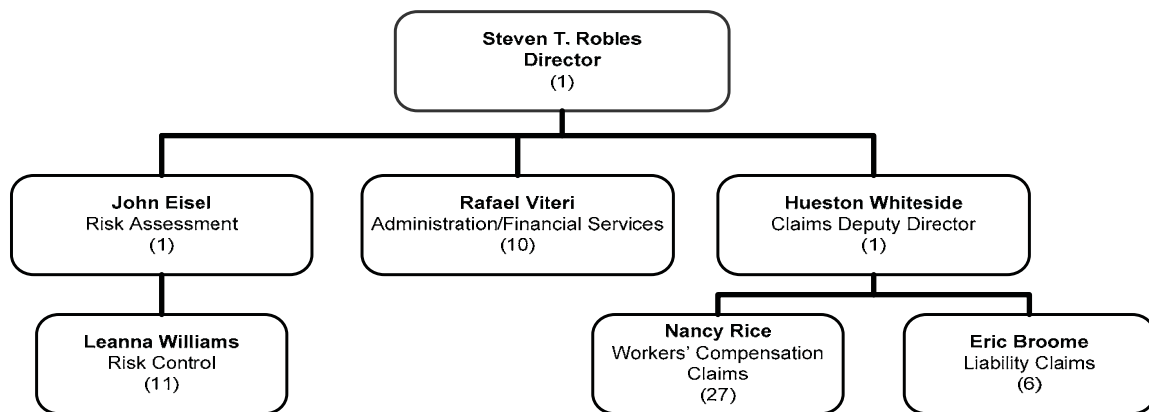 Steven T. Robles
Director
(1)
John Eisel
Risk Assessment
(1)
Rafael Viteri
Administration/Financial Services
(10)
Hueston Whiteside
Claims Deputy Director
(1)
Leanna Williams
Risk Control
(11)
Nancy Rice
Workers’ Compensation
Claims
(27)
Eric Broome
Liability Claims
(6)